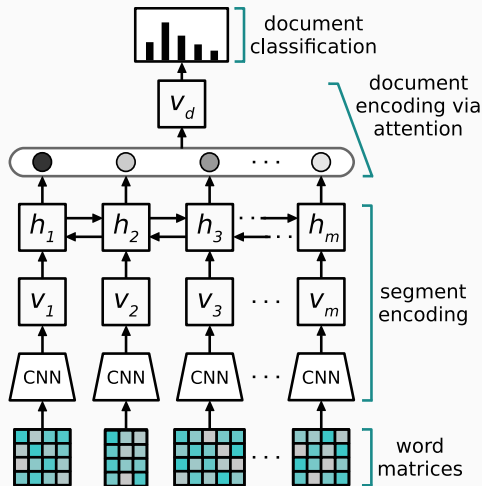 document
classification
v_d
document
encoding via
attention
. . .
h_1 h_2 h_3 . . . h_m
. . .
v_1 v_2 v_3 . . . v_m
segment
encoding
CNN CNN CNN . . . CNN
word
matrices
. . .